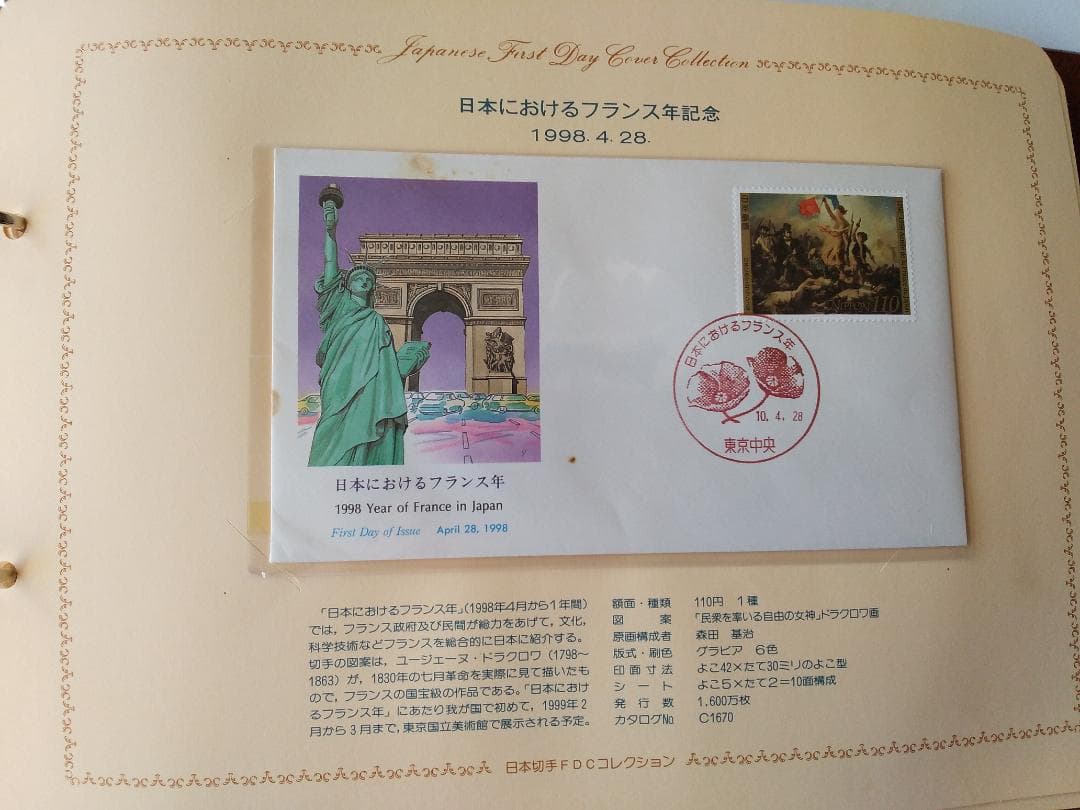 Japanese First Day Cover Collection
日本におけるフランス年記念
1998. 4. 28.
NIPPON 110
日本におけるフランス年
10. 4. 28
東京中央
日本におけるフランス年
1998 Year of France in Japan
First Day of Issue April 28, 1998
「日本におけるフランス年」(1998年4月から1年間)
では,フランス政府及び民間が総力をあげて,文化,
科学技術などフランスを総合的に日本に紹介する。
切手の図案は,ユージェーヌ・ドラクロワ(1798〜
1863)が,1830年の七月革命を実際に見て描いたも
ので,フランスの国宝級の作品である。「日本におけ
るフランス年」にあたり我が国で初めて,1999年2
月から3月まで,東京国立美術館で展示される予定。
額面・種類 110円 1種
図案 「民衆を率いる自由の女神」ドラクロワ画
原画構成者 森田 基治
版式・刷色 グラビア 6色
印面寸法 よこ42×たて30ミリのよこ型
シート よこ5×たて2=10面構成
発行数 1,600万枚
カタログ№ C1670
日本切手FDCコレクション